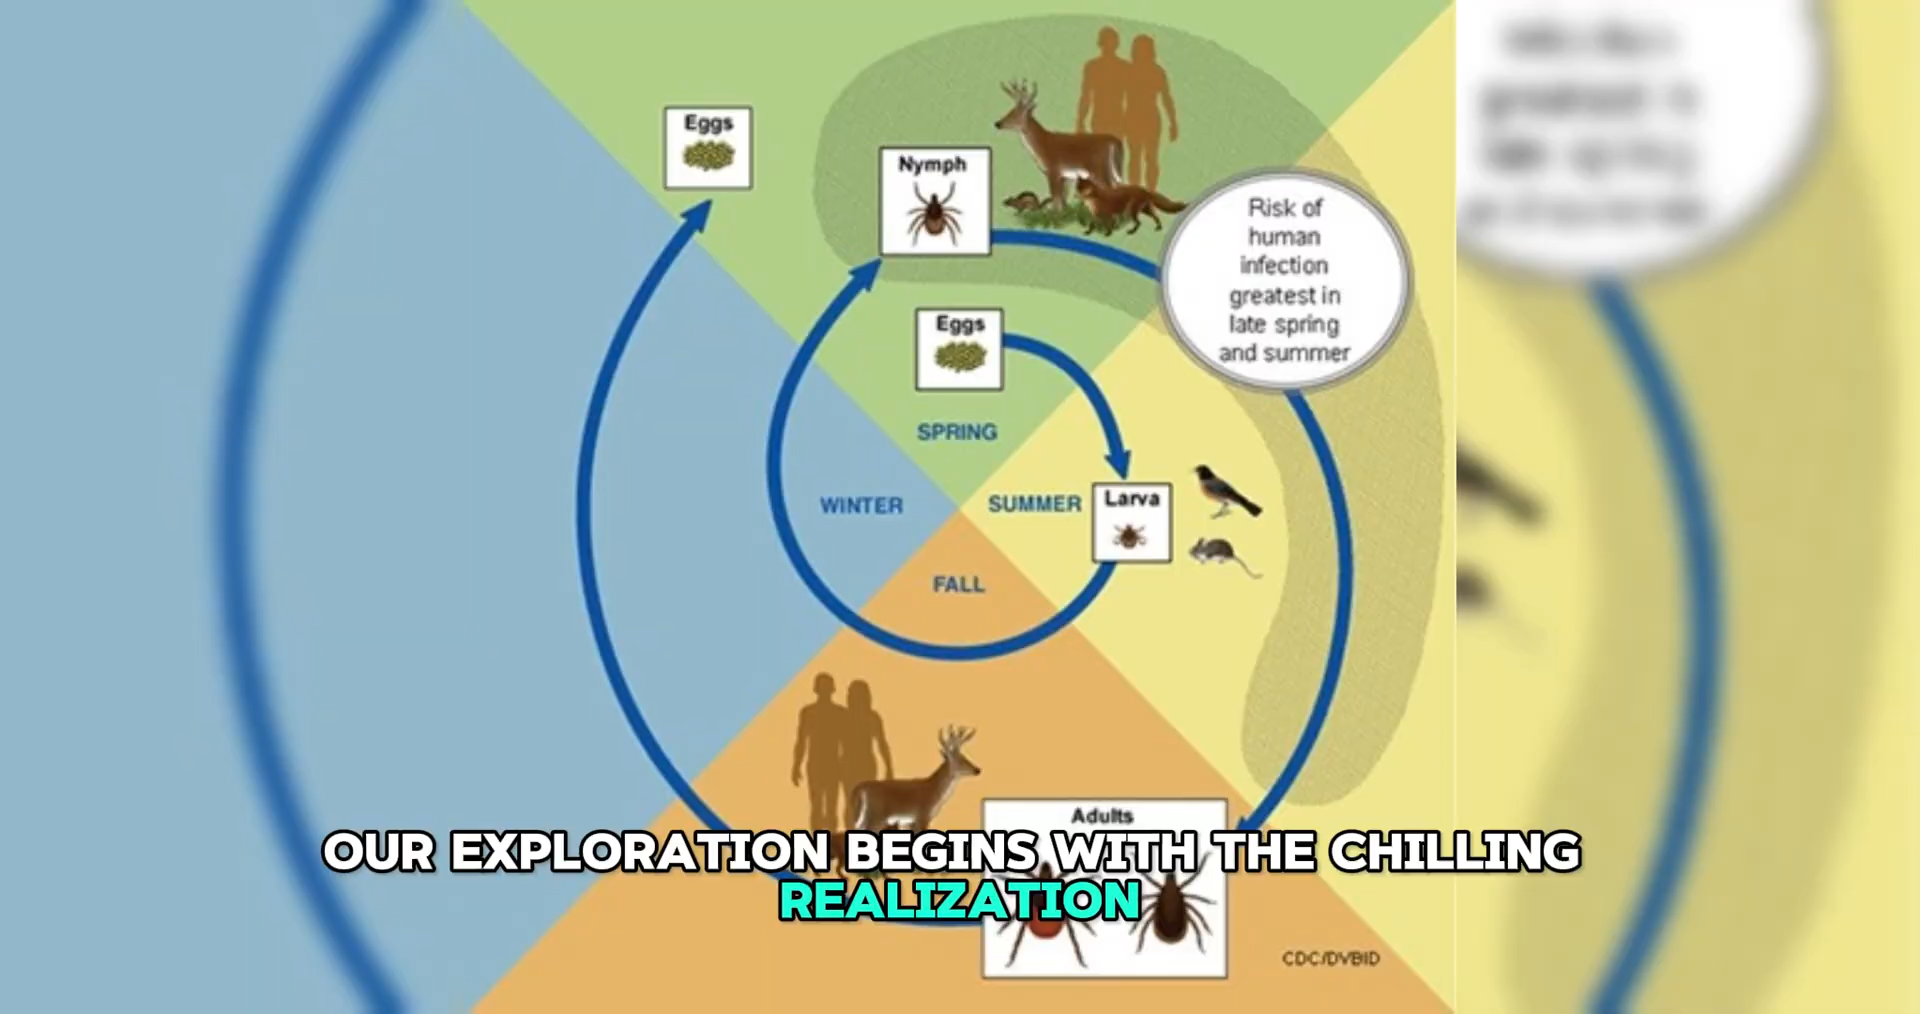 Eggs
Nymph
Risk of
human
infection
greatest in
late spring
and summer
Eggs
SPRING
WINTER
SUMMER
Larva
FALL
Adults
OUR EXPLORATION BEGINS WITH THE CHILLING
REALIZATION
CDC/DVBID